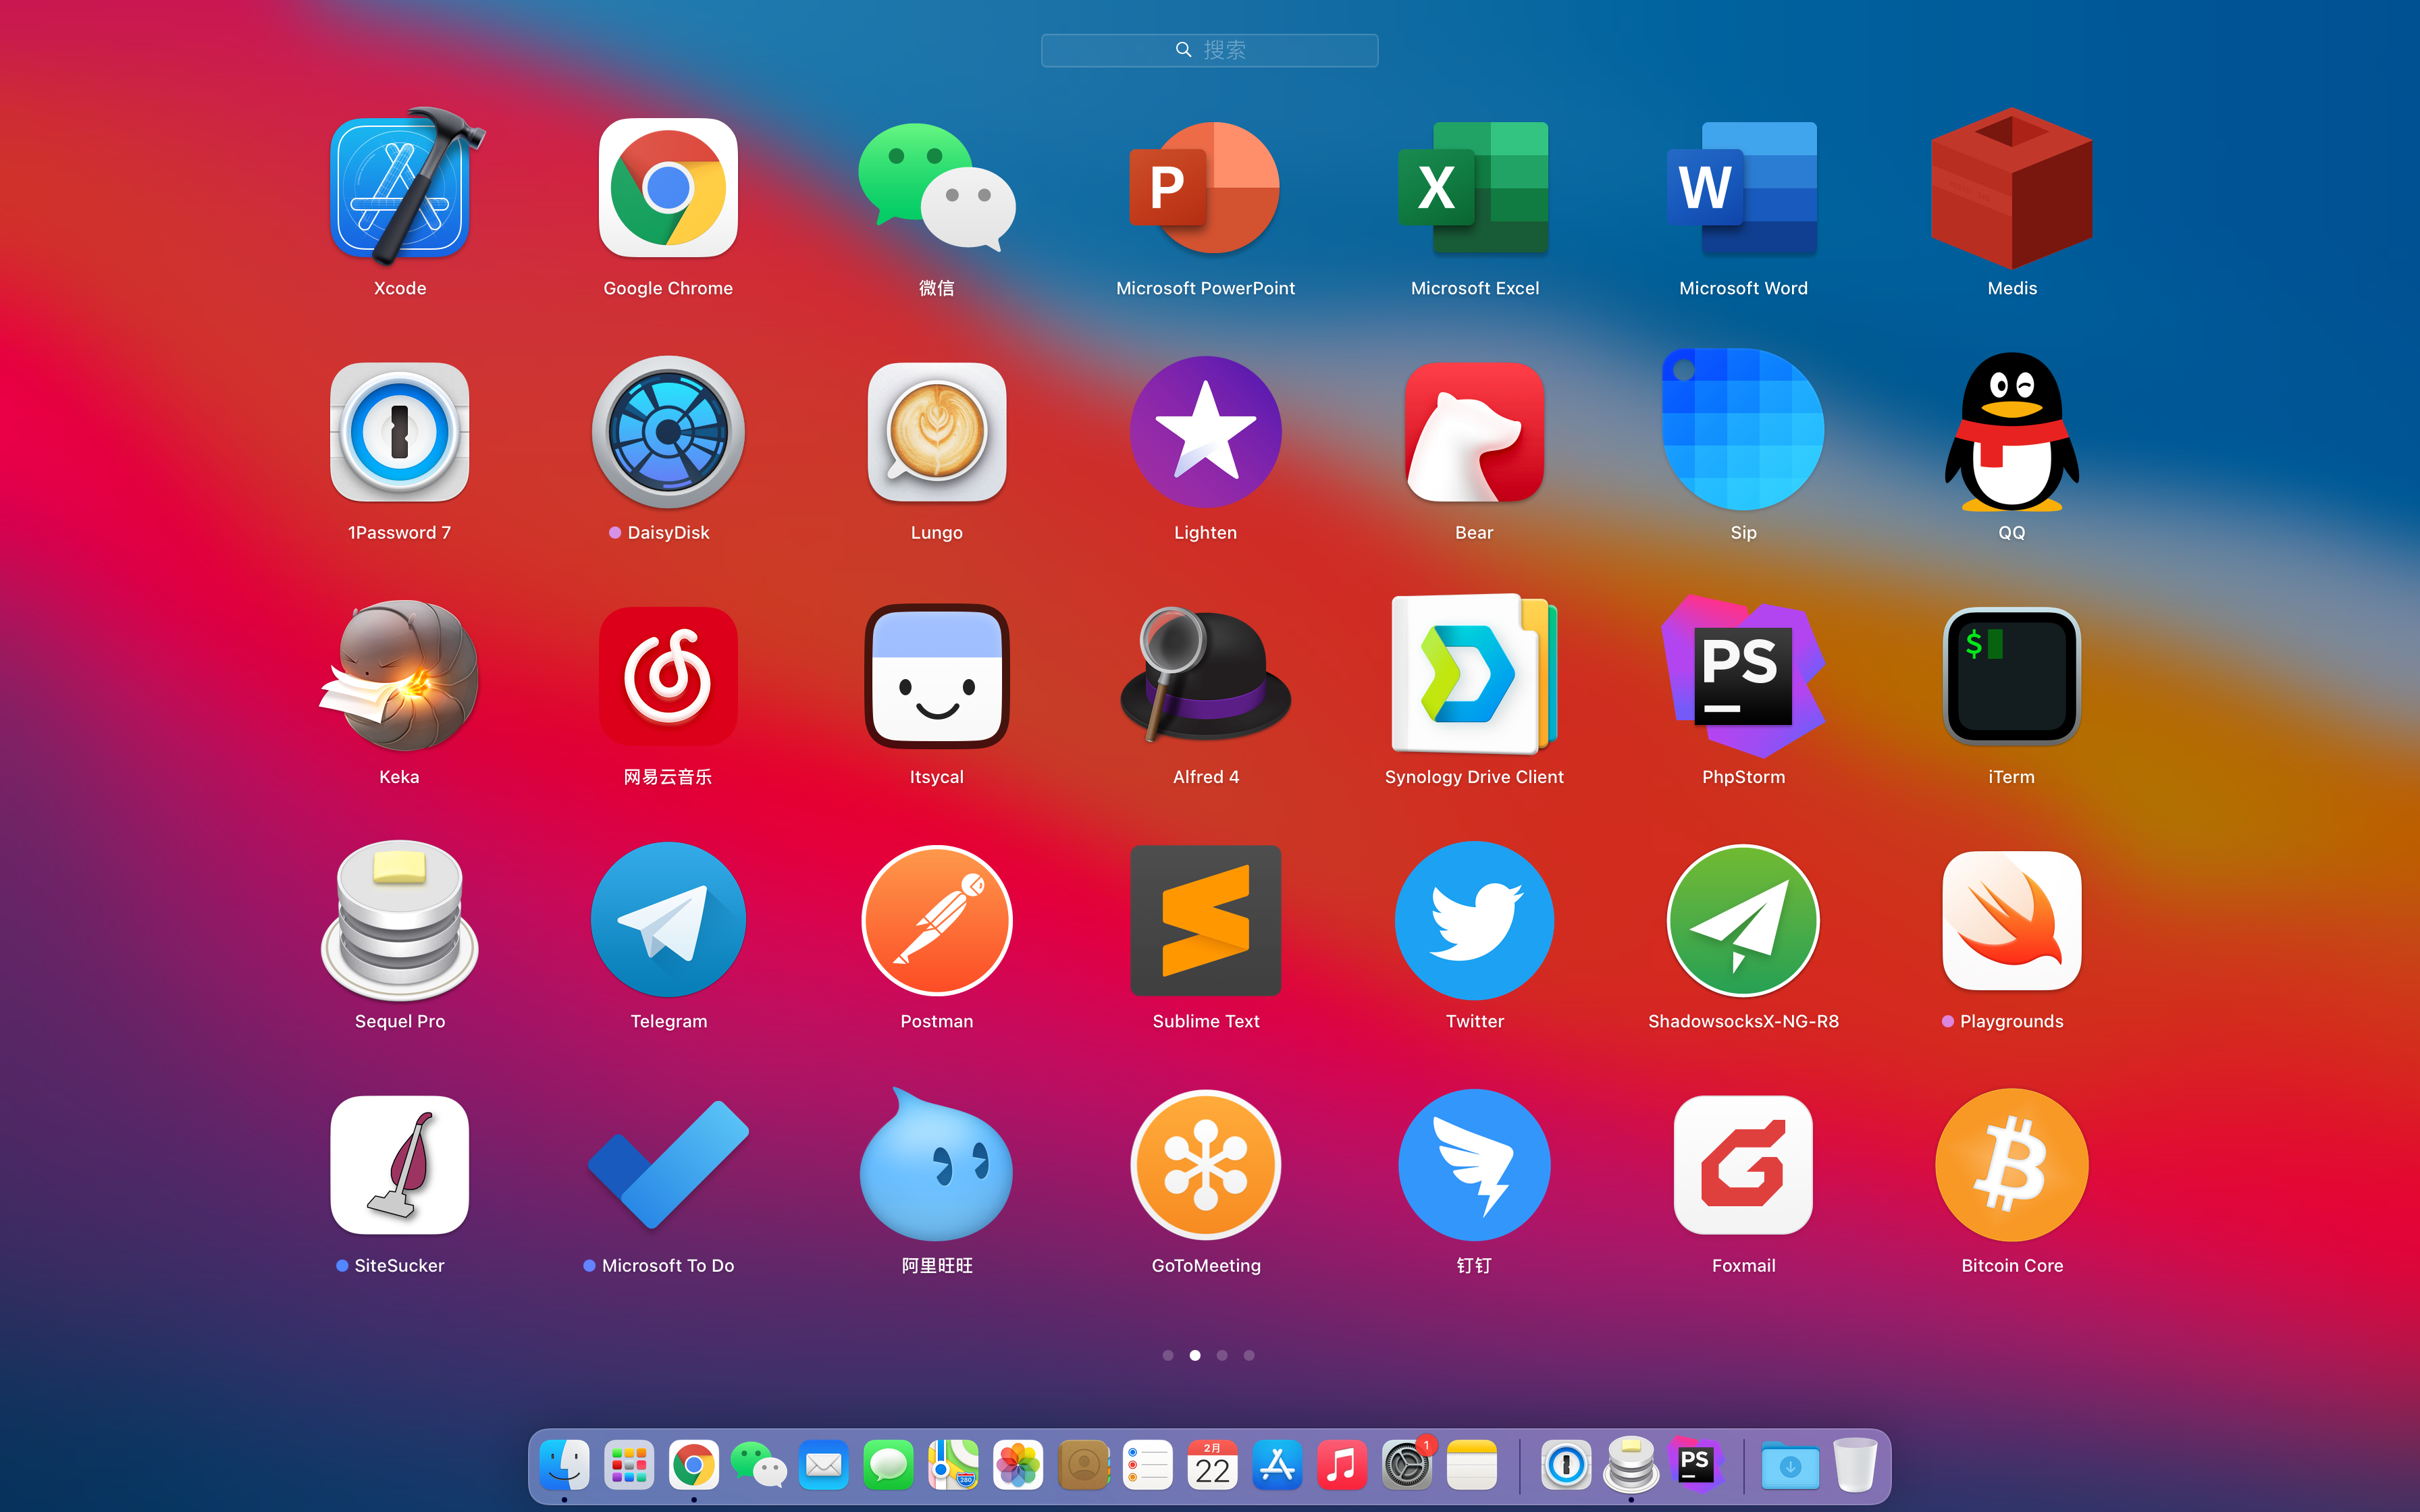 搜索
Xcode
Google Chrome
微信
P
Microsoft PowerPoint
X
Microsoft Excel
W
Microsoft Word
Medis
1Password 7
DaisyDisk
Lungo
Lighten
Bear
Sip
QQ
Keka
网易云音乐
Itsycal
Alfred 4
Synology Drive Client
PS
PhpStorm
$
iTerm
Sequel Pro
Telegram
Postman
Sublime Text
Twitter
ShadowsocksX-NG-R8
Playgrounds
SiteSucker
Microsoft To Do
阿里旺旺
GoToMeeting
钉钉
Foxmail
Bitcoin Core
280
2月
22
1
PS